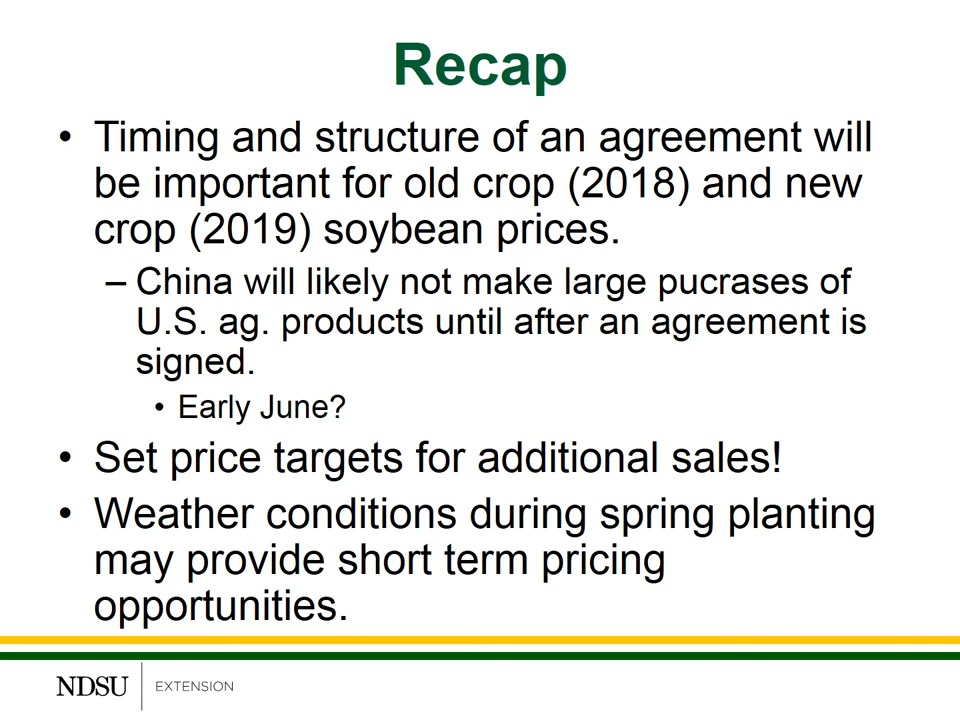 Recap
• Timing and structure of an agreement will
be important for old crop (2018) and new
crop (2019) soybean prices.
– China will likely not make large pucrases of
U.S. ag. products until after an agreement is
signed.
• Early June?
• Set price targets for additional sales!
• Weather conditions during spring planting
may provide short term pricing
opportunities.
NDSU EXTENSION